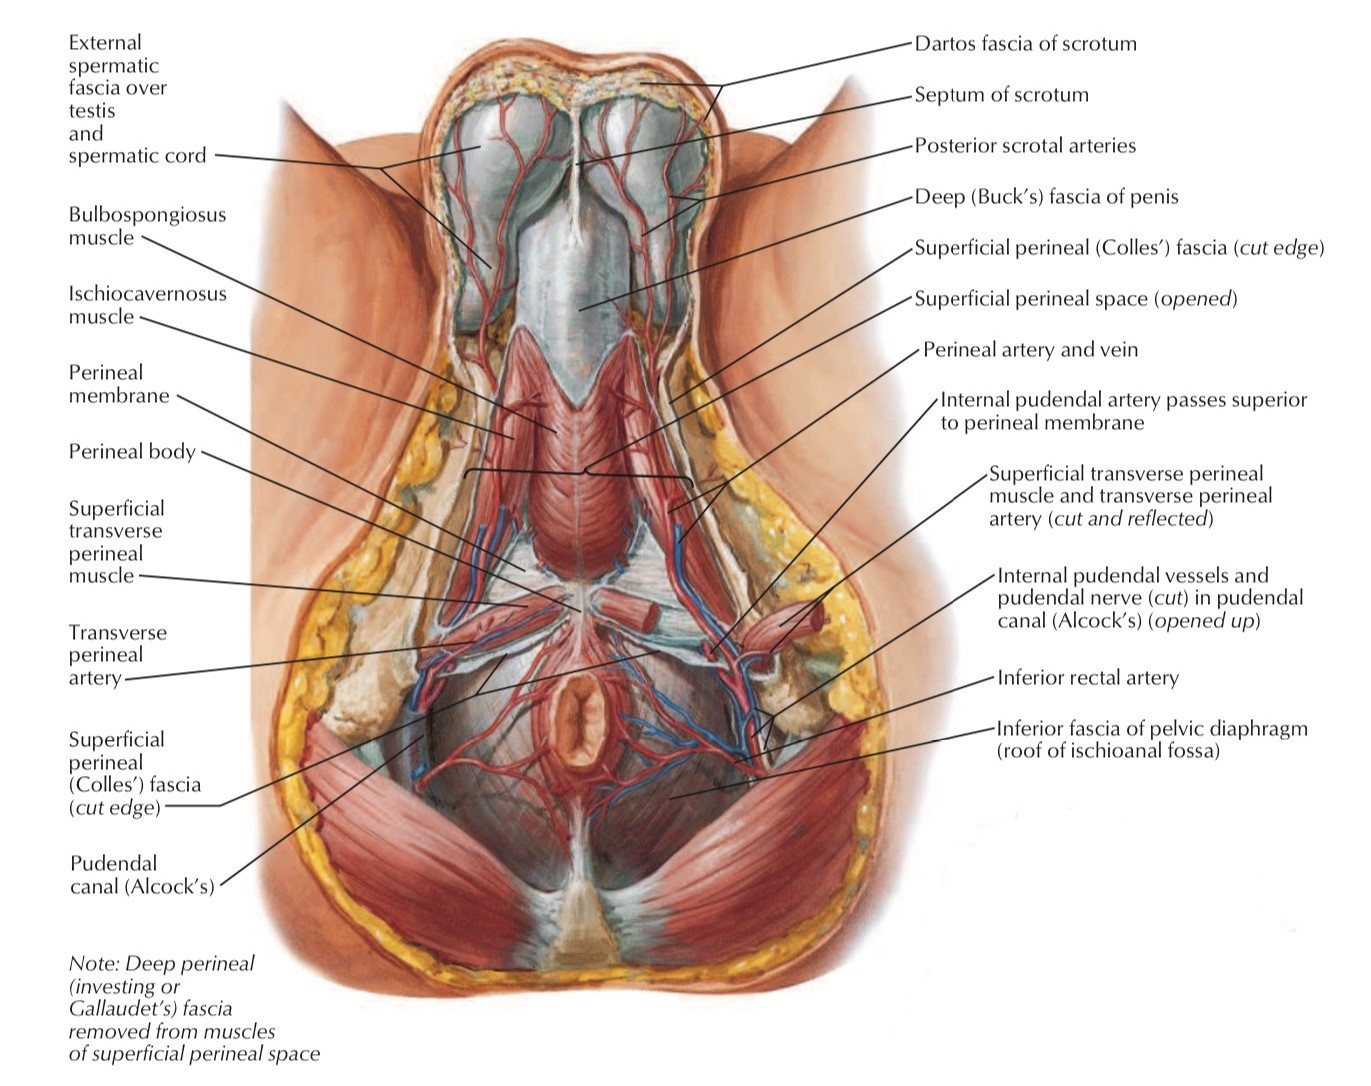 External
spermatic
fascia over
testis
and
spermatic cord
Bulbospongiosus
muscle
Ischiocavernosus
muscle
Perineal
membrane
Perineal body
Superficial
transverse
perineal
muscle
Transverse
perineal
artery
Superficial
perineal
(Colles’) fascia
(cut edge)
Pudendal
canal (Alcock’s)
Note: Deep perineal
(investing or
Gallaudet’s) fascia
removed from muscles
of superficial perineal space
Dartos fascia of scrotum
Septum of scrotum
Posterior scrotal arteries
Deep (Buck’s) fascia of penis
Superficial perineal (Colles’) fascia (cut edge)
Superficial perineal space (opened)
Perineal artery and vein
Internal pudendal artery passes superior
to perineal membrane
Superficial transverse perineal
muscle and transverse perineal
artery (cut and reflected)
Internal pudendal vessels and
pudendal nerve (cut) in pudendal
canal (Alcock’s) (opened up)
Inferior rectal artery
Inferior fascia of pelvic diaphragm
(roof of ischioanal fossa)